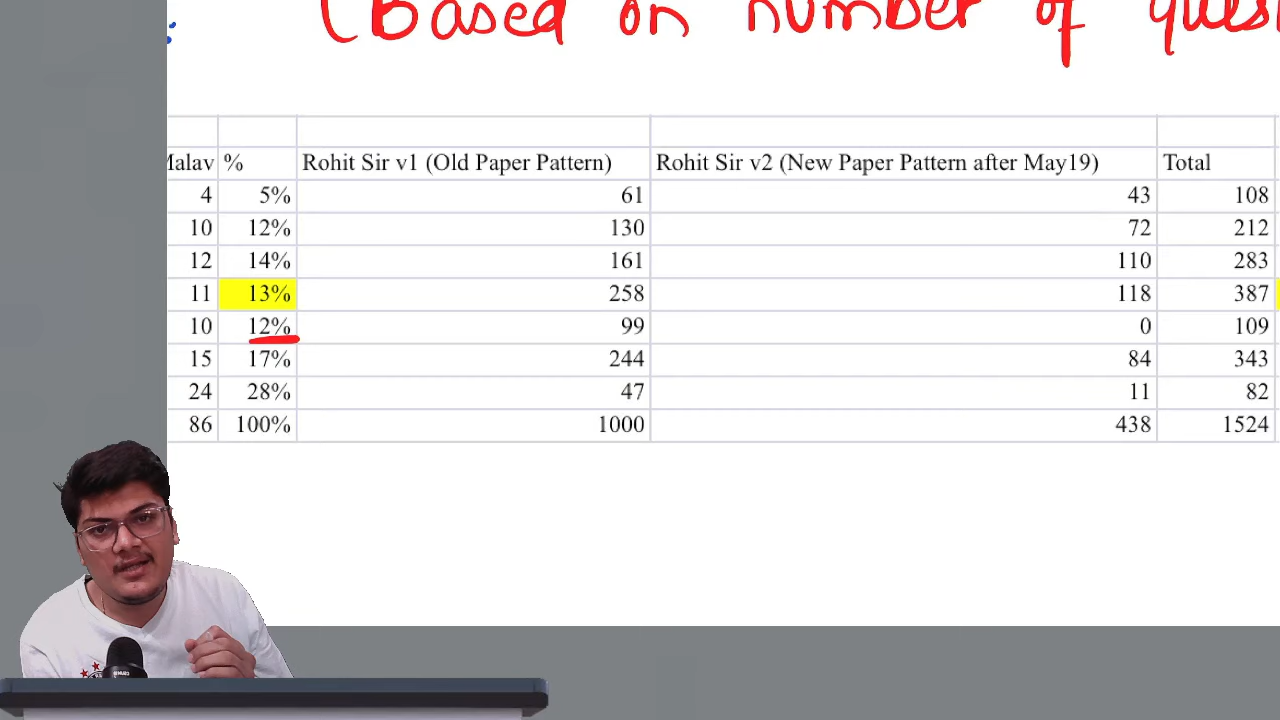 (Based on number of
Malav % Rohit Sir v1 (Old Paper Pattern) Rohit Sir v2 (New Paper Pattern after May19) Total
4 5% 61 43 108
10 12% 130 72 212
12 14% 161 110 283
11 13% 258 118 387
10 12% 99 0 109
15 17% 244 84 343
24 28% 47 11 82
86 100% 1000 438 1524